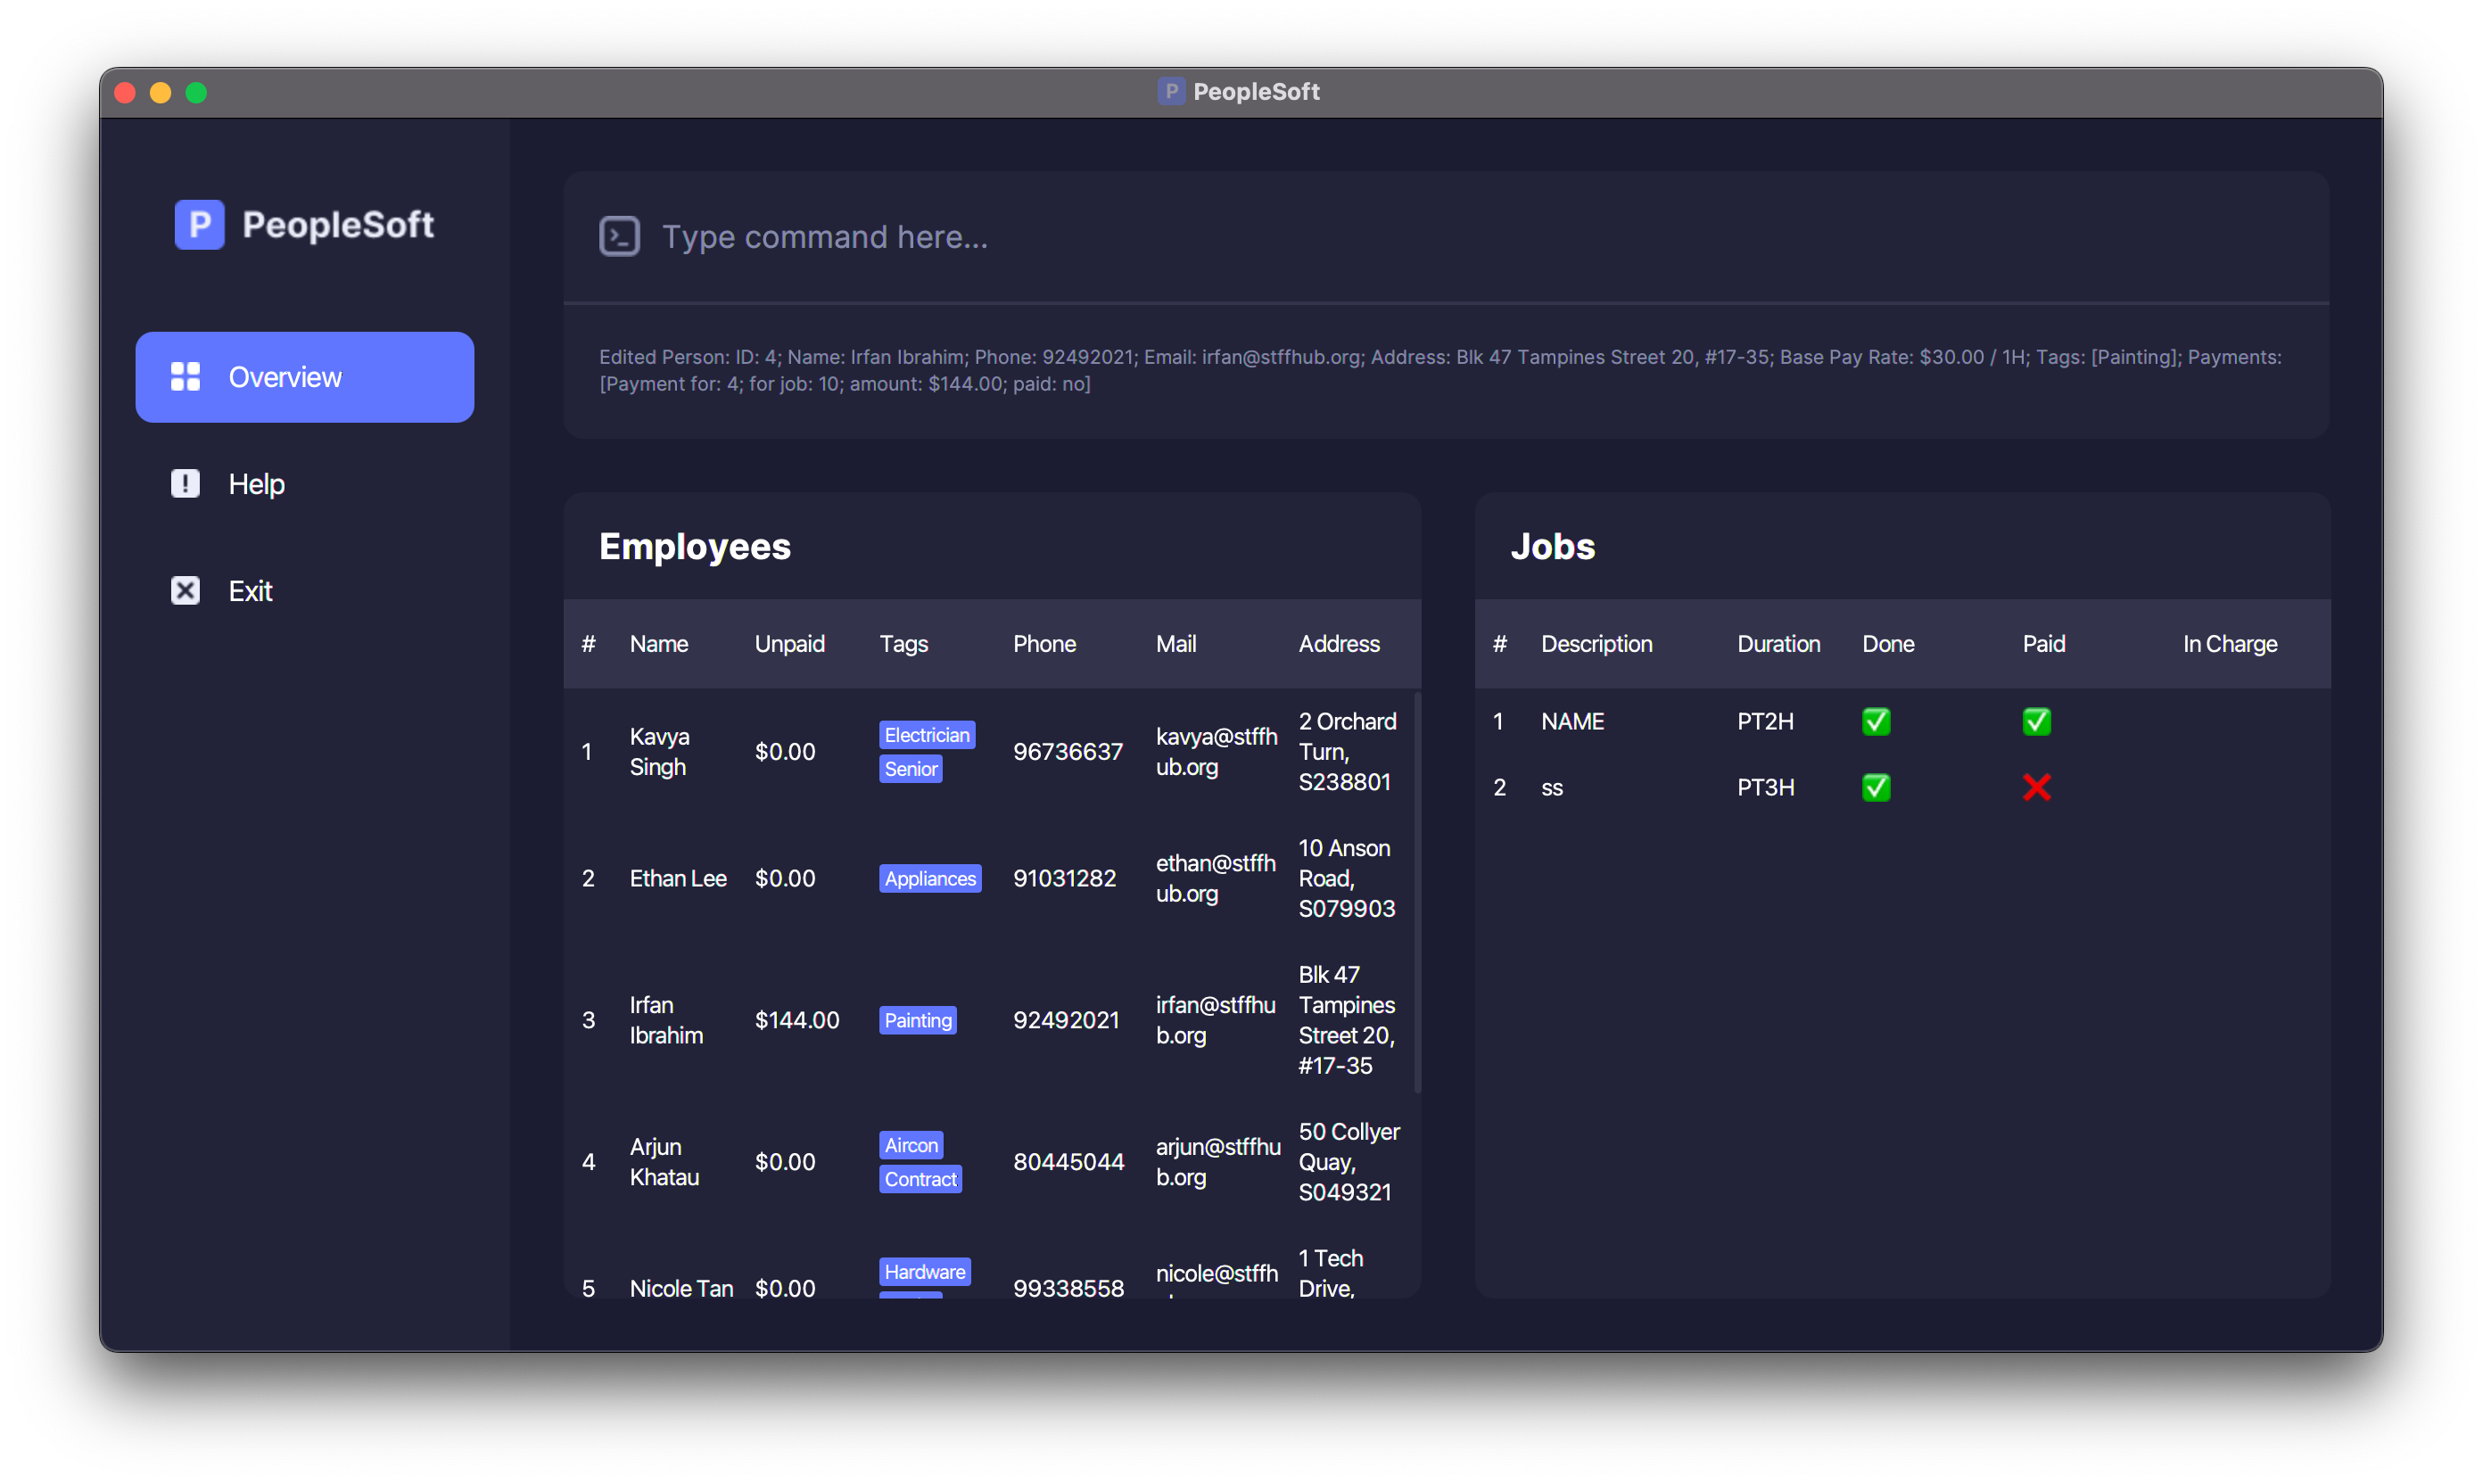 P PeopleSoft
P PeopleSoft
Overview
Help
Exit
Type command here...
Edited Person: ID: 4; Name: Irfan Ibrahim; Phone: 92492021; Email: irfan@stffhub.org; Address: Blk 47 Tampines Street 20, #17-35; Base Pay Rate: $30.00 / 1H; Tags: [Painting]; Payments:
[Payment for: 4; for job: 10; amount: $144.00; paid: no]
Employees
# Name Unpaid Tags Phone Mail Address
1 Kavya Singh $0.00 Electrician Senior 96736637 kavya@stffhub.org 2 Orchard Turn, S238801
2 Ethan Lee $0.00 Appliances 91031282 ethan@stffhub.org 10 Anson Road, S079903
3 Irfan Ibrahim $144.00 Painting 92492021 irfan@stffhub.org Blk 47 Tampines Street 20, #17-35
4 Arjun Khatau $0.00 Aircon Contract 80445044 arjun@stffhub.org 50 Collyer Quay, S049321
5 Nicole Tan $0.00 Hardware 99338558 nicole@stffh 1 Tech Drive,
Jobs
# Description Duration Done Paid In Charge
1 NAME PT2H
2 ss PT3H